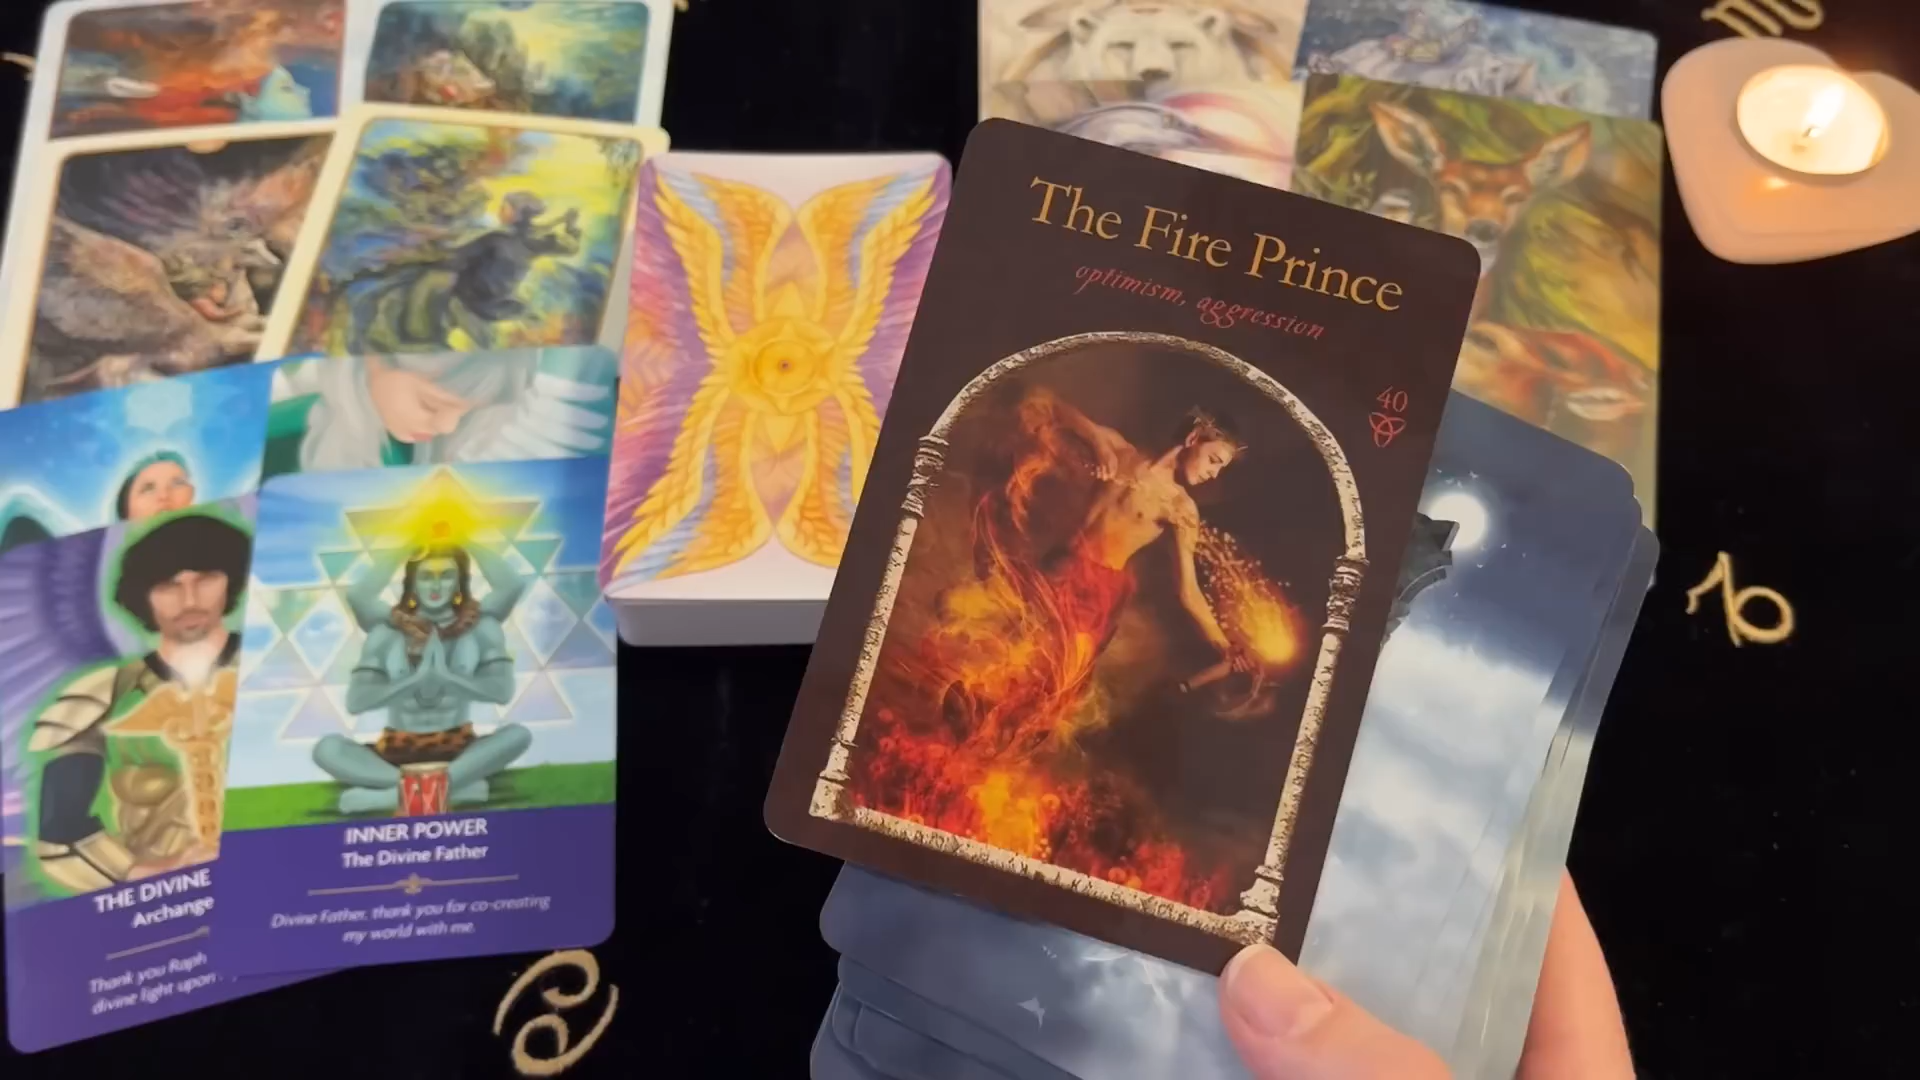 The Fire Prince
optimism, aggression
40
THE DIVINE
Archange
Thank you Raph
divine light upon
INNER POWER
The Divine Father
Divine Father, thank you for co-creating
my world with me.